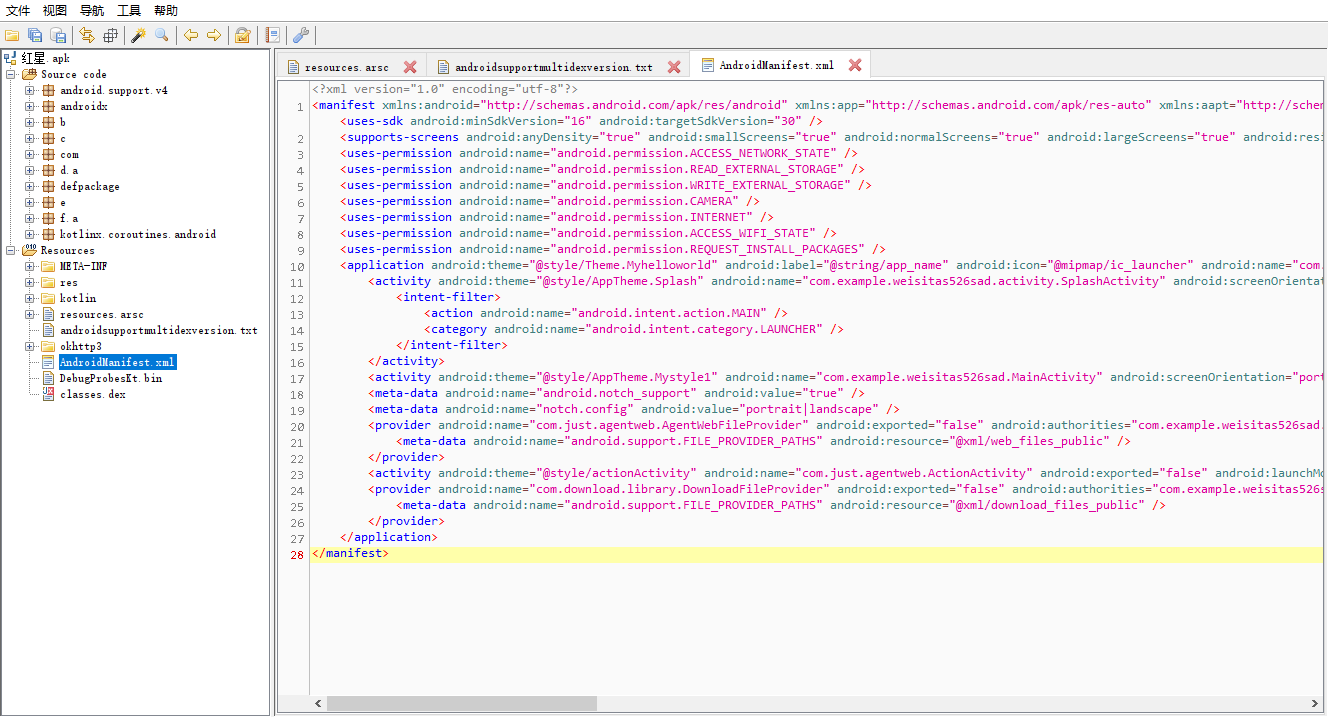 文件 视图 导航 工具 帮助
红星.apk
Source code
android.support.v4
androidx
b
c
com
d.a
defpackage
e
f.a
kotlinx.coroutines.android
Resources
META-INF
res
kotlin
resources.arsc
androidsupportmultidexversion.txt
okhttp3
AndroidManifest.xml
DebugProbesKt.bin
classes.dex
resources.arsc androidsupportmultidexversion.txt AndroidManifest.xml
<?xml version="1.0" encoding="utf-8"?>
1 <manifest xmlns:android="http://schemas.android.com/apk/res/android" xmlns:app="http://schemas.android.com/apk/res-auto" xmlns:aapt="http://schem
<uses-sdk android:minSdkVersion="16" android:targetSdkVersion="30" />
2 <supports-screens android:anyDensity="true" android:smallScreens="true" android:normalScreens="true" android:largeScreens="true" android:resi
3 <uses-permission android:name="android.permission.ACCESS_NETWORK_STATE" />
4 <uses-permission android:name="android.permission.READ_EXTERNAL_STORAGE" />
5 <uses-permission android:name="android.permission.WRITE_EXTERNAL_STORAGE" />
6 <uses-permission android:name="android.permission.CAMERA" />
7 <uses-permission android:name="android.permission.INTERNET" />
8 <uses-permission android:name="android.permission.ACCESS_WIFI_STATE" />
9 <uses-permission android:name="android.permission.REQUEST_INSTALL_PACKAGES" />
10 <application android:theme="@style/Theme.Myhelloworld" android:label="@string/app_name" android:icon="@mipmap/ic_launcher" android:name="com.
11 <activity android:theme="@style/AppTheme.Splash" android:name="com.example.weisitas526sad.activity.SplashActivity" android:screenOrientat
12 <intent-filter>
13 <action android:name="android.intent.action.MAIN" />
14 <category android:name="android.intent.category.LAUNCHER" />
15 </intent-filter>
16 </activity>
17 <activity android:theme="@style/AppTheme.Mystyle1" android:name="com.example.weisitas526sad.MainActivity" android:screenOrientation="port
18 <meta-data android:name="android.notch_support" android:value="true" />
19 <meta-data android:name="notch.config" android:value="portrait|landscape" />
20 <provider android:name="com.just.agentweb.AgentWebFileProvider" android:exported="false" android:authorities="com.example.weisitas526sad.
21 <meta-data android:name="android.support.FILE_PROVIDER_PATHS" android:resource="@xml/web_files_public" />
22 </provider>
23 <activity android:theme="@style/actionActivity" android:name="com.just.agentweb.ActionActivity" android:exported="false" android:launchMo
24 <provider android:name="com.download.library.DownloadFileProvider" android:exported="false" android:authorities="com.example.weisitas526s
25 <meta-data android:name="android.support.FILE_PROVIDER_PATHS" android:resource="@xml/download_files_public" />
26 </provider>
27 </application>
28 </manifest>